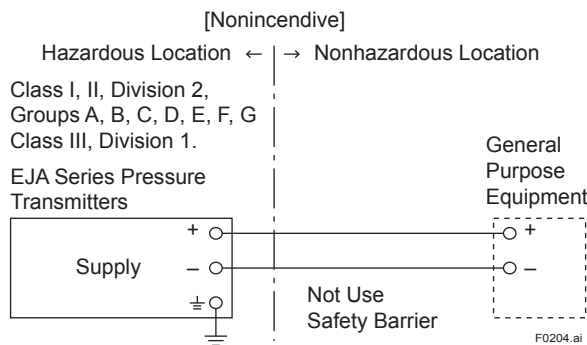 [Nonincendive]
Hazardous Location ← → Nonhazardous Location
Class I, II, Division 2,
Groups A, B, C, D, E, F, G
Class III, Division 1.
EJA Series Pressure
Transmitters
General
Purpose
Equipment
+
Supply
–
+
–
Not Use
Safety Barrier
F0204.ai